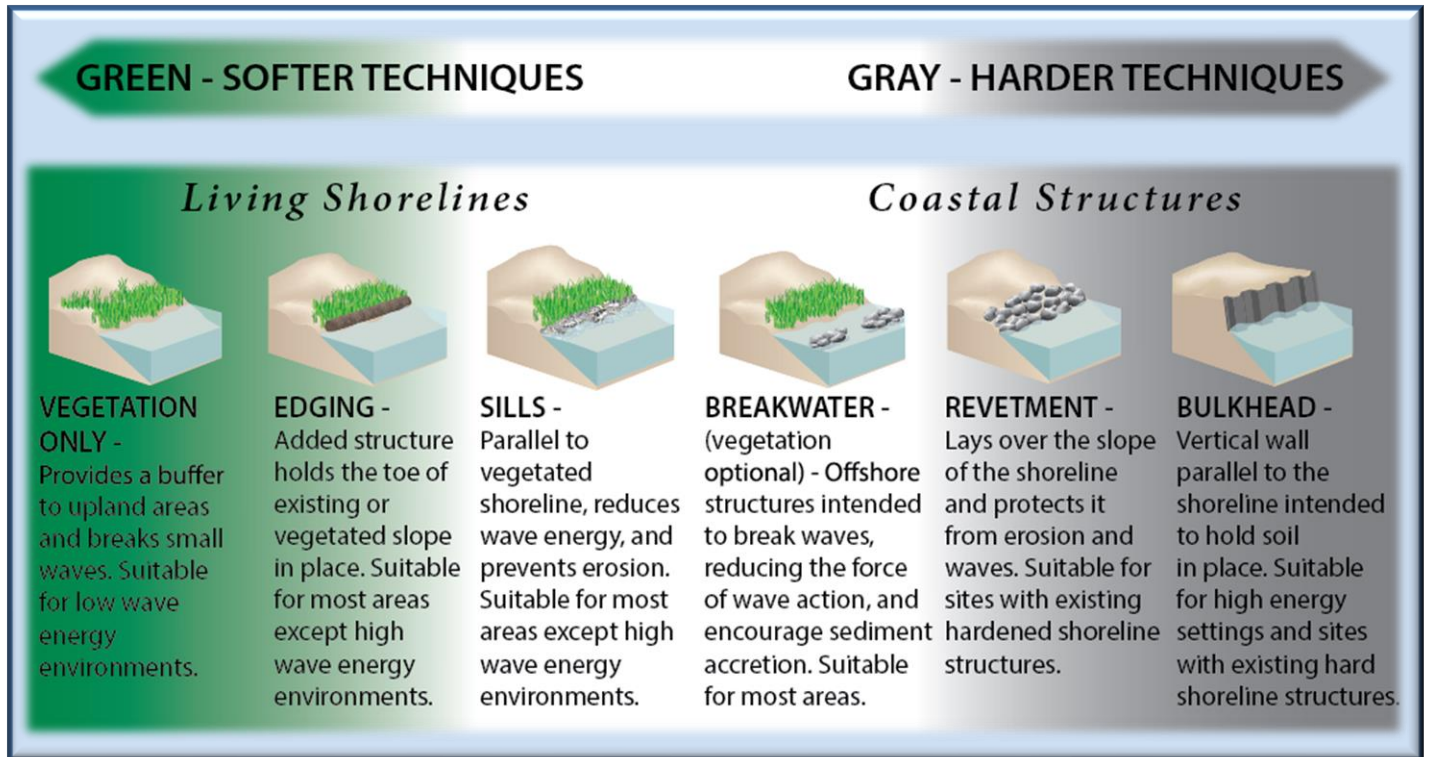 GREEN - SOFTER TECHNIQUES
GRAY - HARDER TECHNIQUES
Living Shorelines
Coastal Structures
VEGETATION
ONLY -
Provides a buffer
to upland areas
and breaks small
waves. Suitable
for low wave
energy
environments.
EDGING -
Added structure
holds the toe of
existing or
vegetated slope
in place. Suitable
for most areas
except high
wave energy
environments.
SILLS -
Parallel to
vegetated
shoreline, reduces
wave energy, and
prevents erosion.
Suitable for most
areas except high
wave energy
environments.
BREAKWATER -
(vegetation
optional) - Offshore
structures intended
to break waves,
reducing the force
of wave action, and
encourage sediment
accretion. Suitable
for most areas.
REVETMENT -
Lays over the slope
of the shoreline
and protects it
from erosion and
waves. Suitable for
sites with existing
hardened shoreline
structures.
BULKHEAD -
Vertical wall
parallel to the
shoreline intended
to hold soil
in place. Suitable
for high energy
settings and sites
with existing hard
shoreline structures.